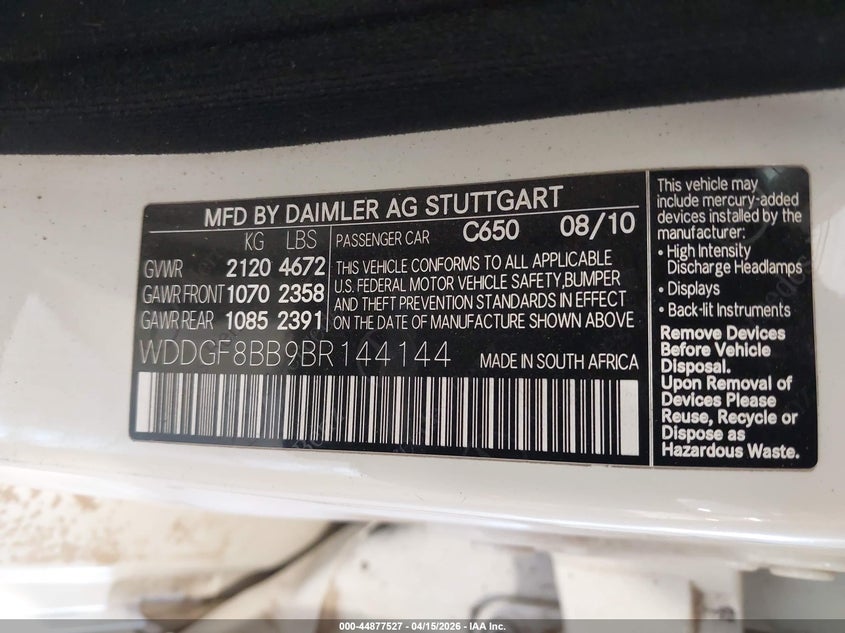 MFD BY DAIMLER AG STUTTGART
KG LBS
GVWR 2120 4672
GAWR FRONT 1070 2358
GAWR REAR 1085 2391
PASSENGER CAR C650 08/10
THIS VEHICLE CONFORMS TO ALL APPLICABLE
U.S. FEDERAL MOTOR VEHICLE SAFETY,BUMPER
AND THEFT PREVENTION STANDARDS IN EFFECT
ON THE DATE OF MANUFACTURE SHOWN ABOVE
WDDGF8BB9BR144144 MADE IN SOUTH AFRICA
This vehicle may
include mercury-added
devices installed by the
manufacturer:
• High Intensity
Discharge Headlamps
• Displays
• Back-lit Instruments
Remove Devices
Before Vehicle
Disposal.
Upon Removal of
Devices Please
Reuse, Recycle or
Dispose as
Hazardous Waste.
000-44877527 - 04/15/2026 - IAA Inc.